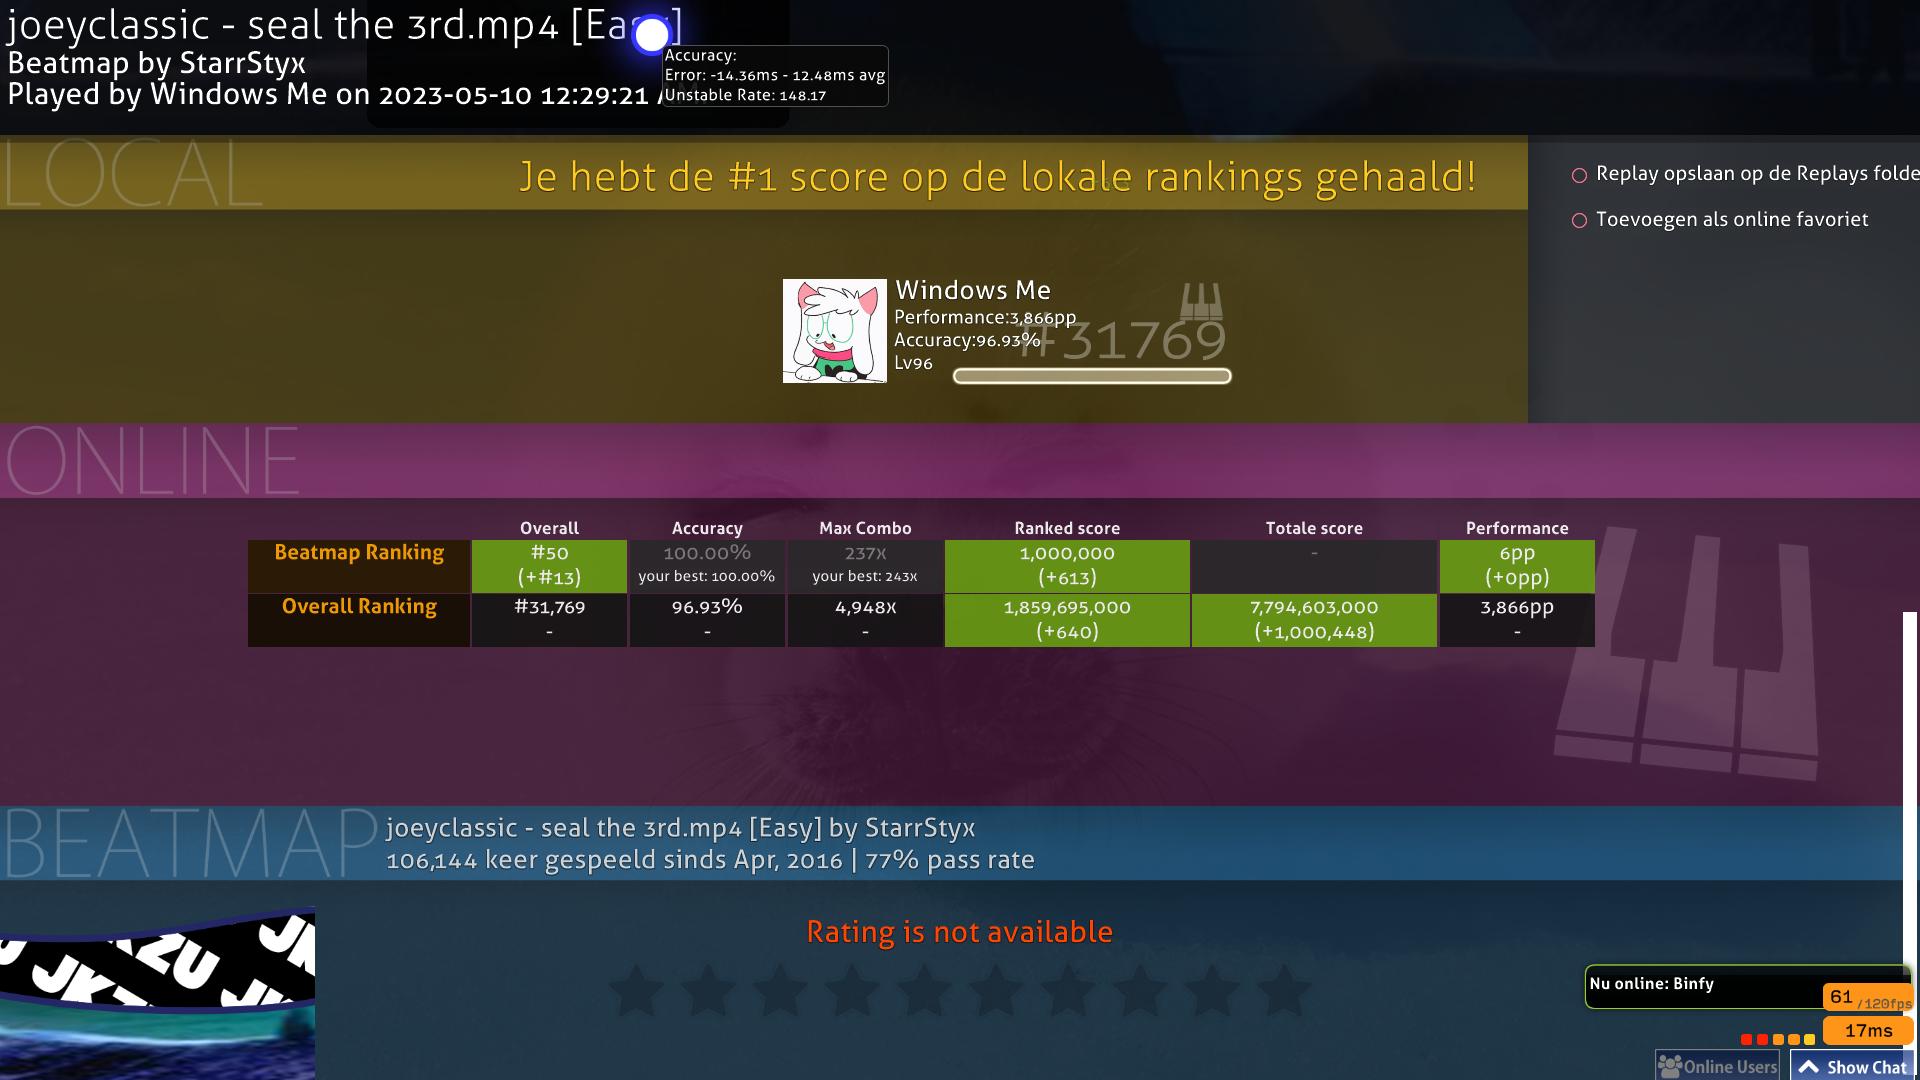 joeyclassic - seal the 3rd.mp4 [Ea
Beatmap by StarrStyx
Played by Windows Me on 2023-05-10 12:29:21
Accuracy:
Error: -14.36ms - 12.48ms avg
Unstable Rate: 148.17
LOCAL
Je hebt de #1 score op de lokale rankings gehaald!
Replay opslaan op de Replays folde
Toevoegen als online favoriet
Windows Me
Performance:3,866pp
Accuracy:96.93%
Lv96
#31769
ONLINE
Overall Accuracy Max Combo Ranked score Totale score Performance
Beatmap Ranking #50 100.00% 237x 1,000,000 - 6pp
(+#13) your best: 100.00% your best: 243x (+613) (+0pp)
Overall Ranking #31,769 96.93% 4,948x 1,859,695,000 7,794,603,000 3,866pp
- - - (+640) (+1,000,448) -
BEATMAP
joeyclassic - seal the 3rd.mp4 [Easy] by StarrStyx
106,144 keer gespeeld sinds Apr, 2016 | 77% pass rate
Rating is not available
Nu online: Binfy
61 /120fps
17ms
Online Users
Show Chat